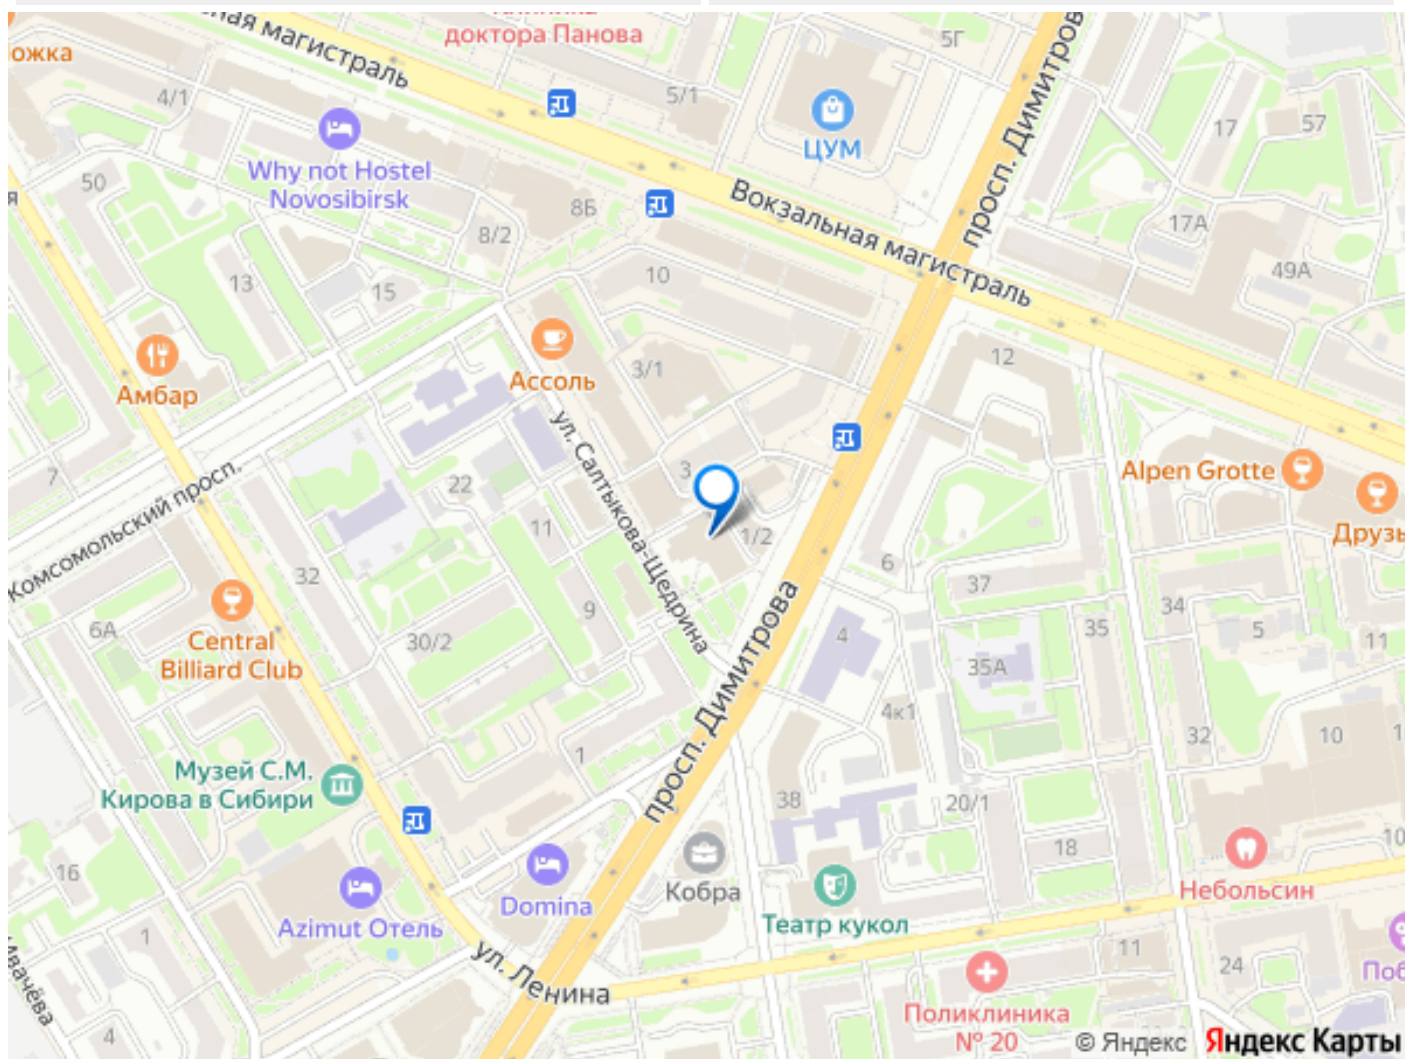 доктора Панова
5Г
ложка
ная магистраль
4/1
5/1
просп. Димитрова
17
57
ЦУМ
Why not Hostel
Novosibirsk
50
8Б
Вокзальная магистраль
17А
я
8/2
10
49А
13
15
Ассоль
3/1
12
Амбар
ул. Салтыкова-Щедрина
7
Комсомольский просп.
22
3
Alpen Grotte
Друзь
11
1/2
6
32
37
34
6А
Central
Billiard Club
30/2
9
просп. Димитрова
4
35
5
11
35А
4к1
Музей С.М.
Кирова в Сибири
1
38
20/1
32
10
1
16
18
10
Azimut Отель
Domina
Кобра
Театр кукол
Небольсин
1
ул. Ленина
11
24
Поб
Ивачёва
4
Поликлиника
№ 20
© Яндекс Яндекс Карты